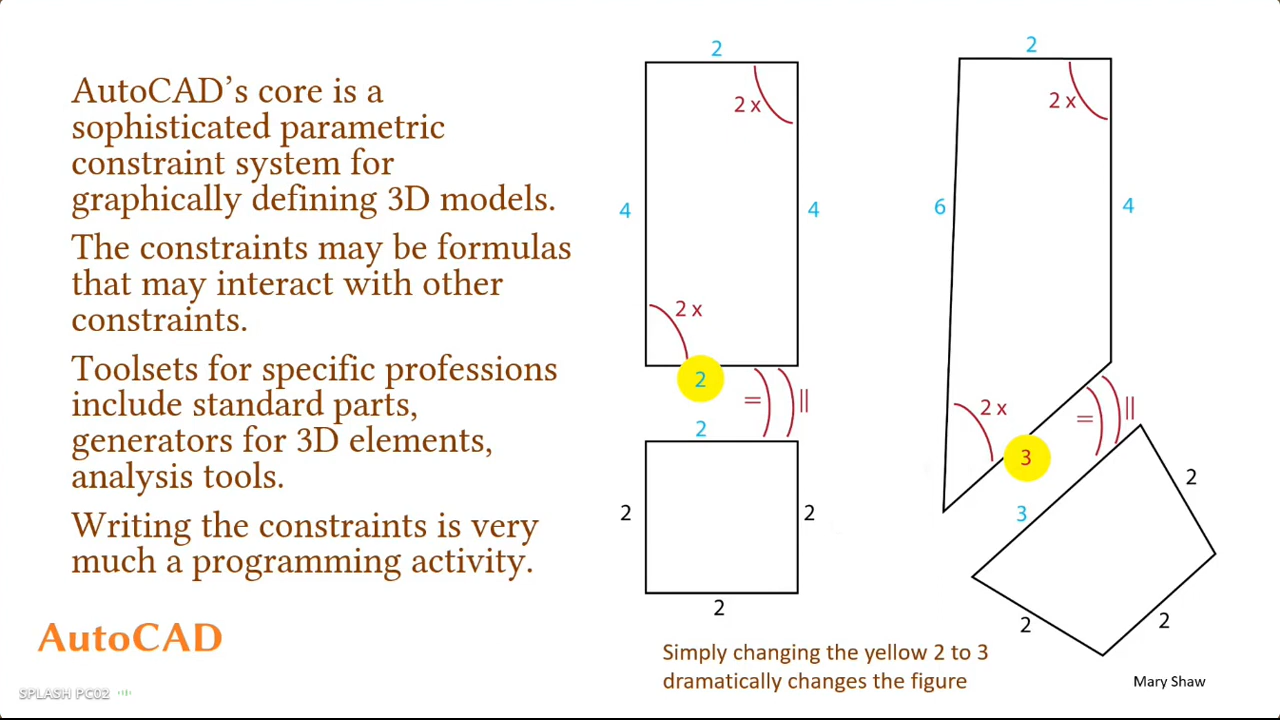 AutoCAD’s core is a
sophisticated parametric
constraint system for
graphically defining 3D models.
The constraints may be formulas
that may interact with other
constraints.
Toolsets for specific professions
include standard parts,
generators for 3D elements,
analysis tools.
Writing the constraints is very
much a programming activity.
AutoCAD
SPLASH PC02
2
2 x
4
4
2 x
2
= ||
2
2
2
2
2
2 x
6
4
2 x
= ||
3
3
2
2
2
Simply changing the yellow 2 to 3
dramatically changes the figure
Mary Shaw